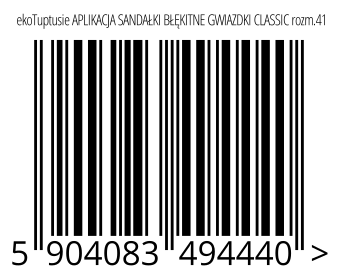 ekoTuptusie APLIKACJA SANDAŁKI BŁĘKITNE GWIAZDKI CLASSIC rozm.41
5 904083 494440 >